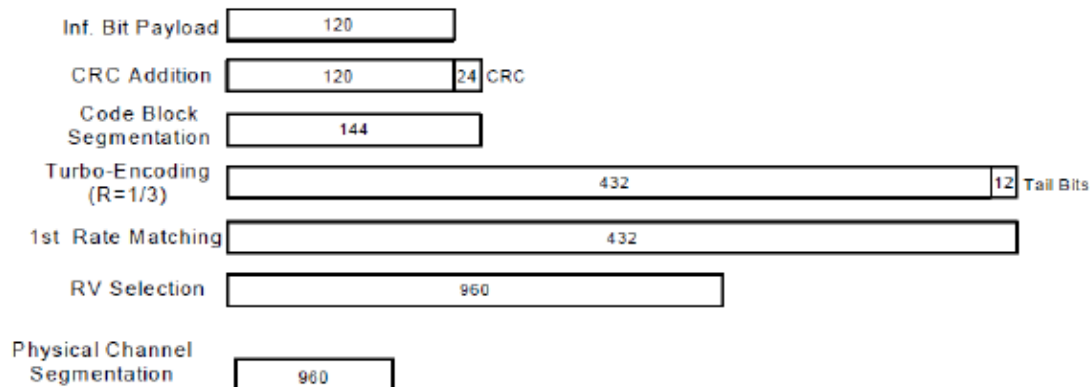 Inf. Bit Payload 120
CRC Addition 120 24 CRC
Code Block
Segmentation 144
Turbo-Encoding
(R=1/3) 432 12 Tail Bits
1st Rate Matching 432
RV Selection 960
Physical Channel
Segmentation 960